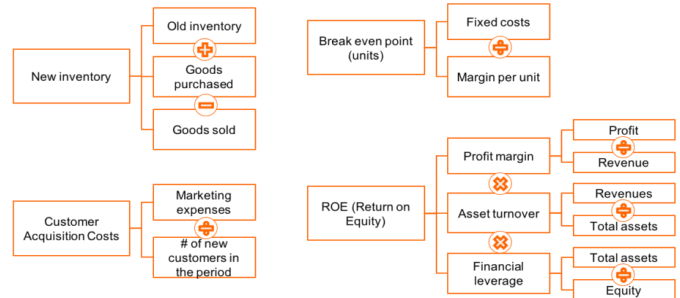 New inventory
Old inventory
Goods
purchased
Goods sold
Customer
Acquisition Costs
Marketing
expenses
# of new
customers in
the period
Break even point
(units)
Fixed costs
Margin per unit
ROE (Return on
Equity)
Profit margin
Profit
Revenue
Asset turnover
Revenues
Total assets
Financial
leverage
Total assets
Equity